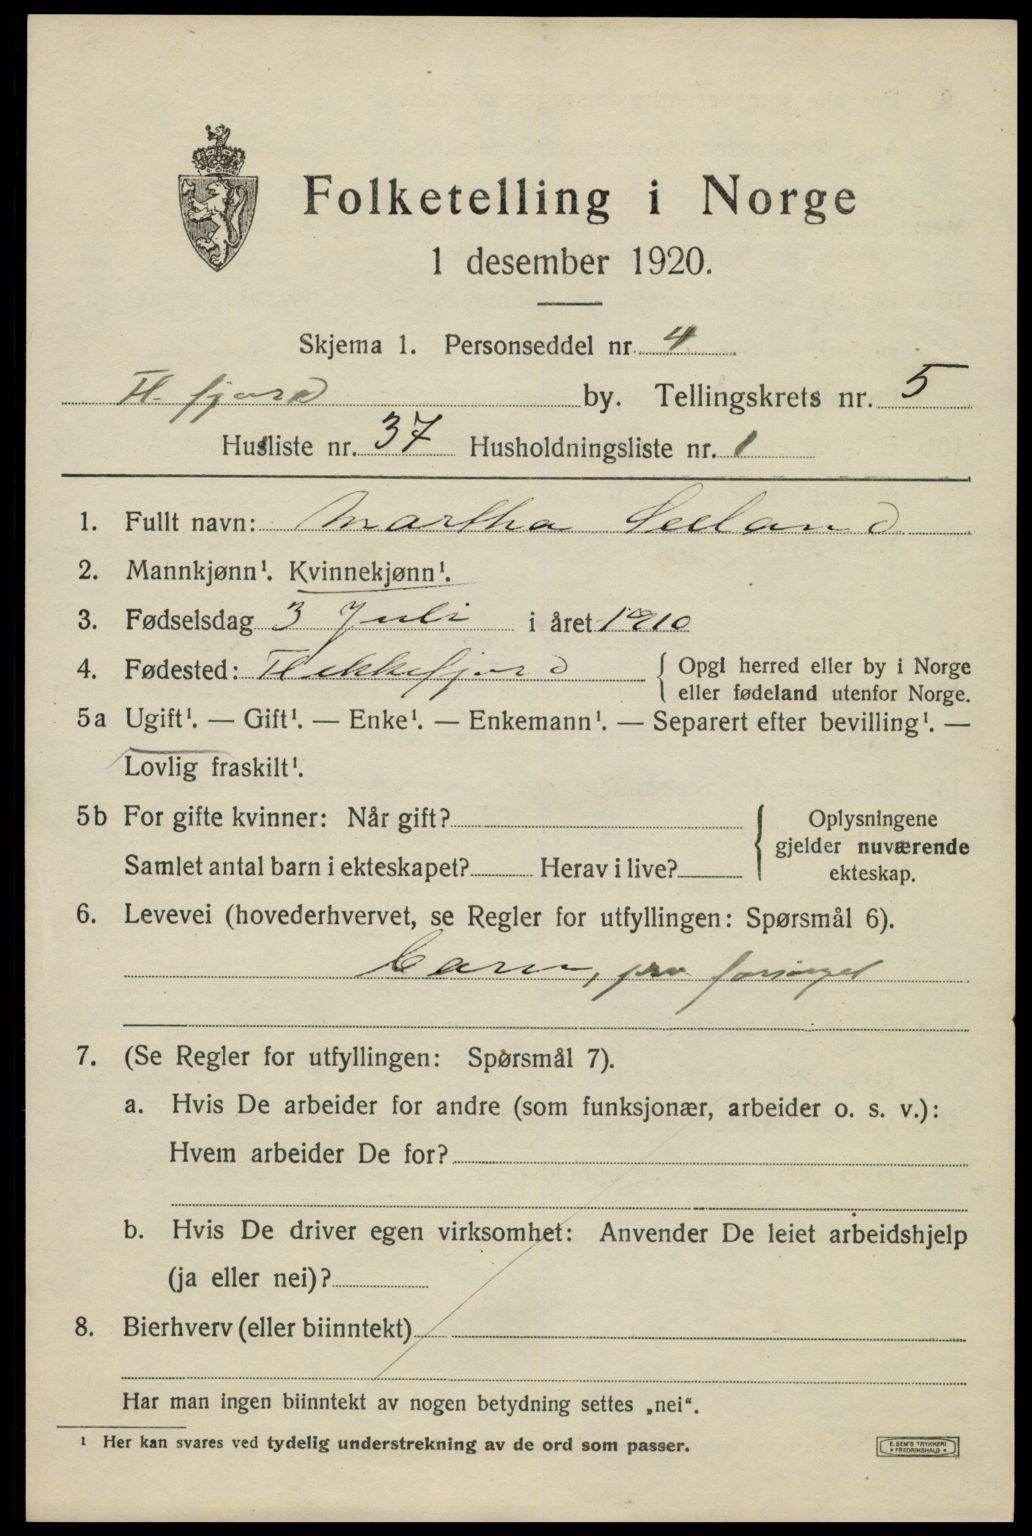 Folketelling i Norge
1 desember 1920.
Skjema 1. Personseddel nr. 4
Fl. fjord by. Tellingskrets nr. 5
Husliste nr. 37 Husholdningsliste nr. 1
1. Fullt navn: Martha Seeland
2. Mannkjønn¹. Kvinnekjønn¹.
3. Fødselsdag 3 Juli i året 1910
4. Fødested: Flekkefjord { Opgi herred eller by i Norge
eller fødeland utenfor Norge.
5a Ugift¹. — Gift¹. — Enke¹. — Enkemann¹. — Separert efter bevilling¹. —
Lovlig fraskilt¹.
5b For gifte kvinner: Når gift? { Oplysningene
gjelder nuværende
Samlet antal barn i ekteskapet? Herav i live?
ekteskap.
6. Levevei (hovederhvervet, se Regler for utfyllingen: Spørsmål 6).
Barn, prv forsørget
7. (Se Regler for utfyllingen: Spørsmål 7).
a. Hvis De arbeider for andre (som funksjonær, arbeider o. s. v.):
Hvem arbeider De for?
b. Hvis De driver egen virksomhet: Anvender De leiet arbeidshjelp
(ja eller nei)?
8. Bierhverv (eller biinntekt)
Har man ingen biinntekt av nogen betydning settes „nei“.
¹ Her kan svares ved tydelig understrekning av de ord som passer.
E. SEM'S TRYKKERI
FREDRIKSHALD